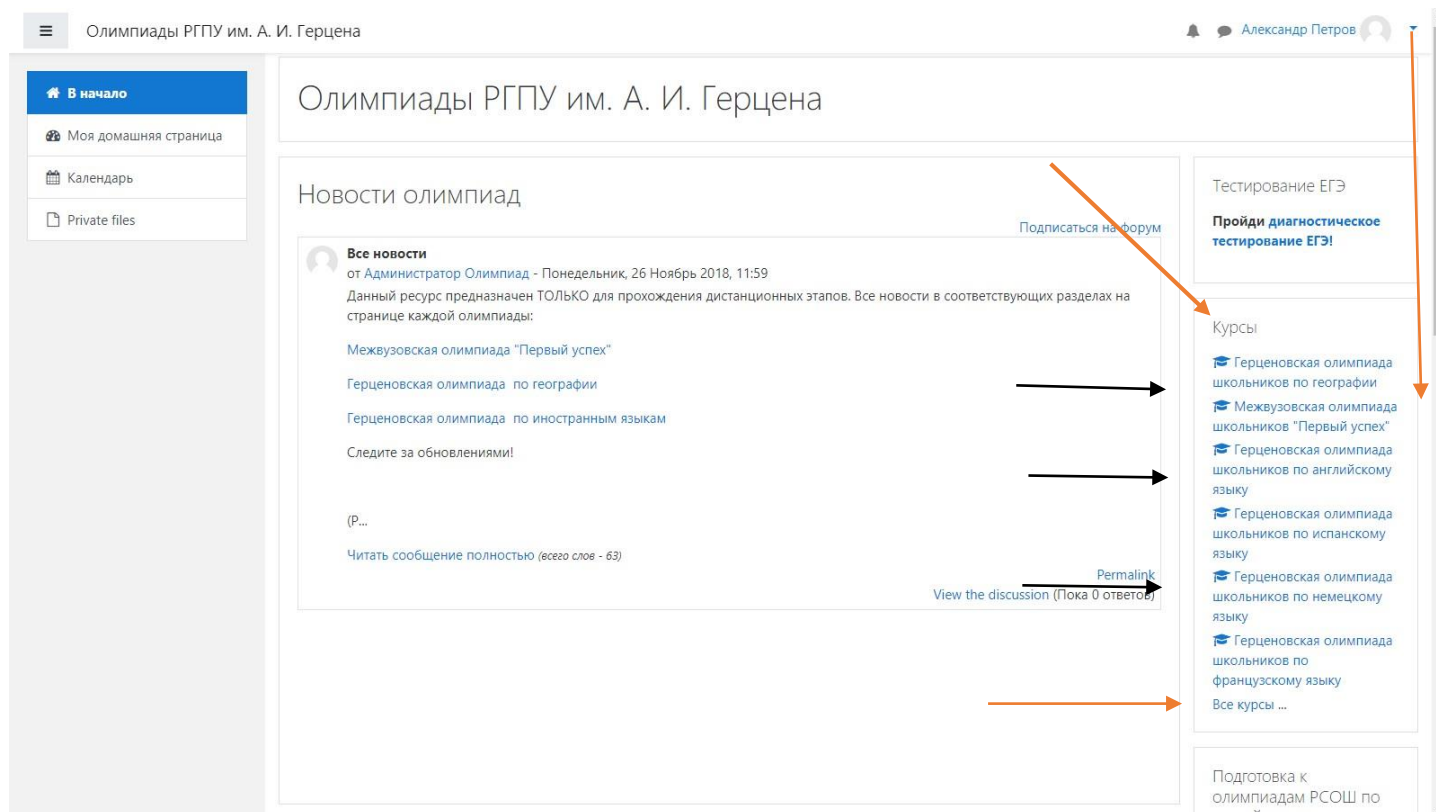 Олимпиады РГПУ им. А. И. Герцена
Александр Петров
В начало
Моя домашняя страница
Календарь
Private files
Олимпиады РГПУ им. А. И. Герцена
Новости олимпиад
Подписаться на форум
Все новости
от Администратор Олимпиад - Понедельник, 26 Ноябрь 2018, 11:59
Данный ресурс предназначен ТОЛЬКО для прохождения дистанционных этапов. Все новости в соответствующих разделах на
странице каждой олимпиады:
Межвузовская олимпиада "Первый успех"
Герценовская олимпиада по географии
Герценовская олимпиада по иностранным языкам
Следите за обновлениями!
(Р...
Читать сообщение полностью (всего слов - 63)
Permalink
View the discussion (Пока 0 ответов)
Тестирование ЕГЭ
Пройди диагностическое
тестирование ЕГЭ!
Курсы
Герценовская олимпиада
школьников по географии
Межвузовская олимпиада
школьников "Первый успех"
Герценовская олимпиада
школьников по английскому
языку
Герценовская олимпиада
школьников по испанскому
языку
Герценовская олимпиада
школьников по немецкому
языку
Герценовская олимпиада
школьников по
французскому языку
Все курсы ...
Подготовка к
олимпиадам РСОШ по